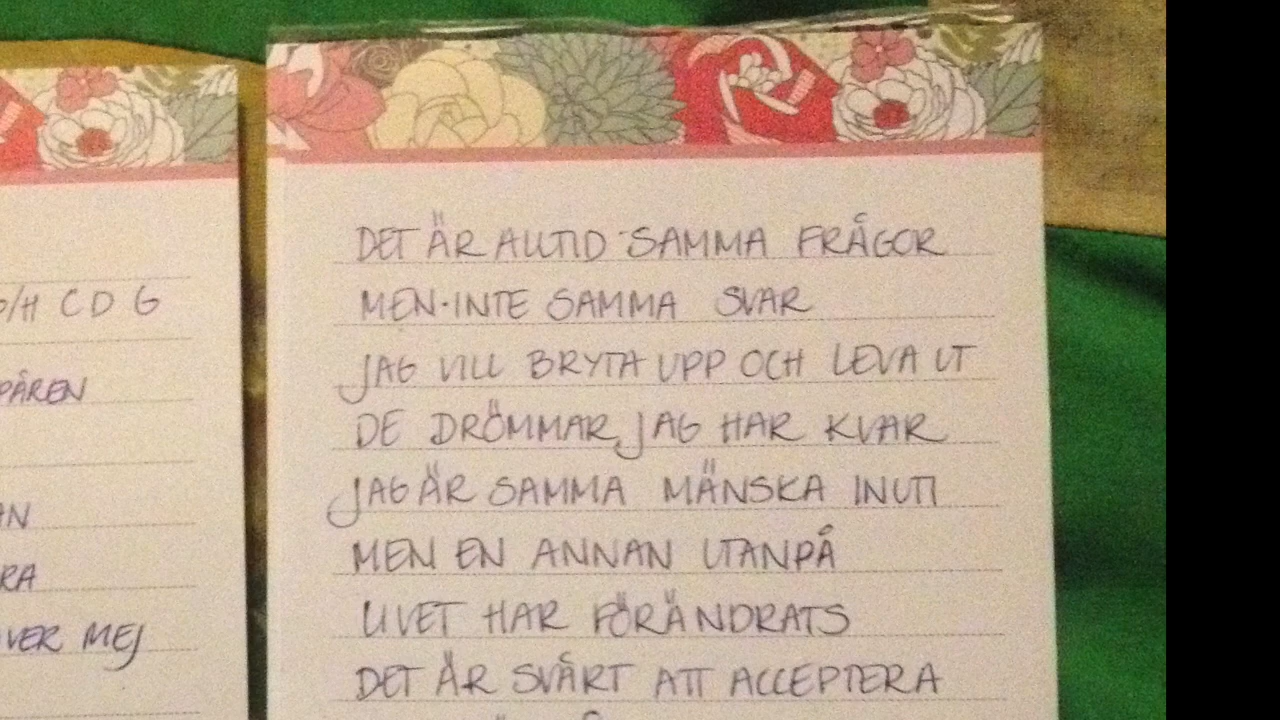 D/H C D G
PÅREN
AN
RA
VER MEJ
DET ÄR ALLTID SAMMA FRÅGOR
MEN INTE SAMMA SVAR
JAG VILL BRYTA UPP OCH LEVA UT
DE DRÖMMAR JAG HAR KVAR
JAG ÄR SAMMA MÄNSKA INUTI
MEN EN ANNAN UTANPÅ
LIVET HAR FÖRÄNDRATS
DET ÄR SVÅRT ATT ACCEPTERA